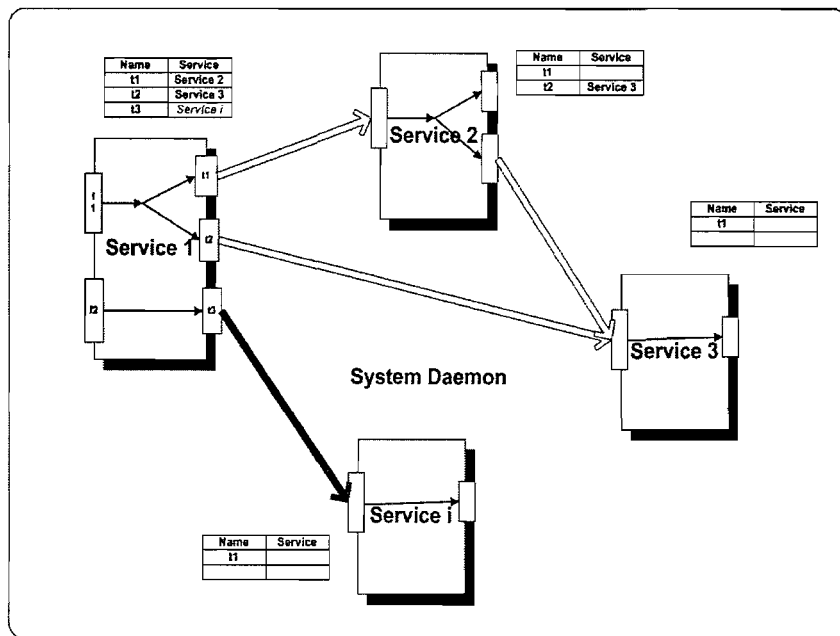 Name Service
t1 Service 2
t2 Service 3
t3 Service i
Name Service
t1
t2 Service 3
Service 2
t1
t1
Service 1
t2
t2
t3
Name Service
t1
Service 3
System Daemon
Service i
Name Service
t1